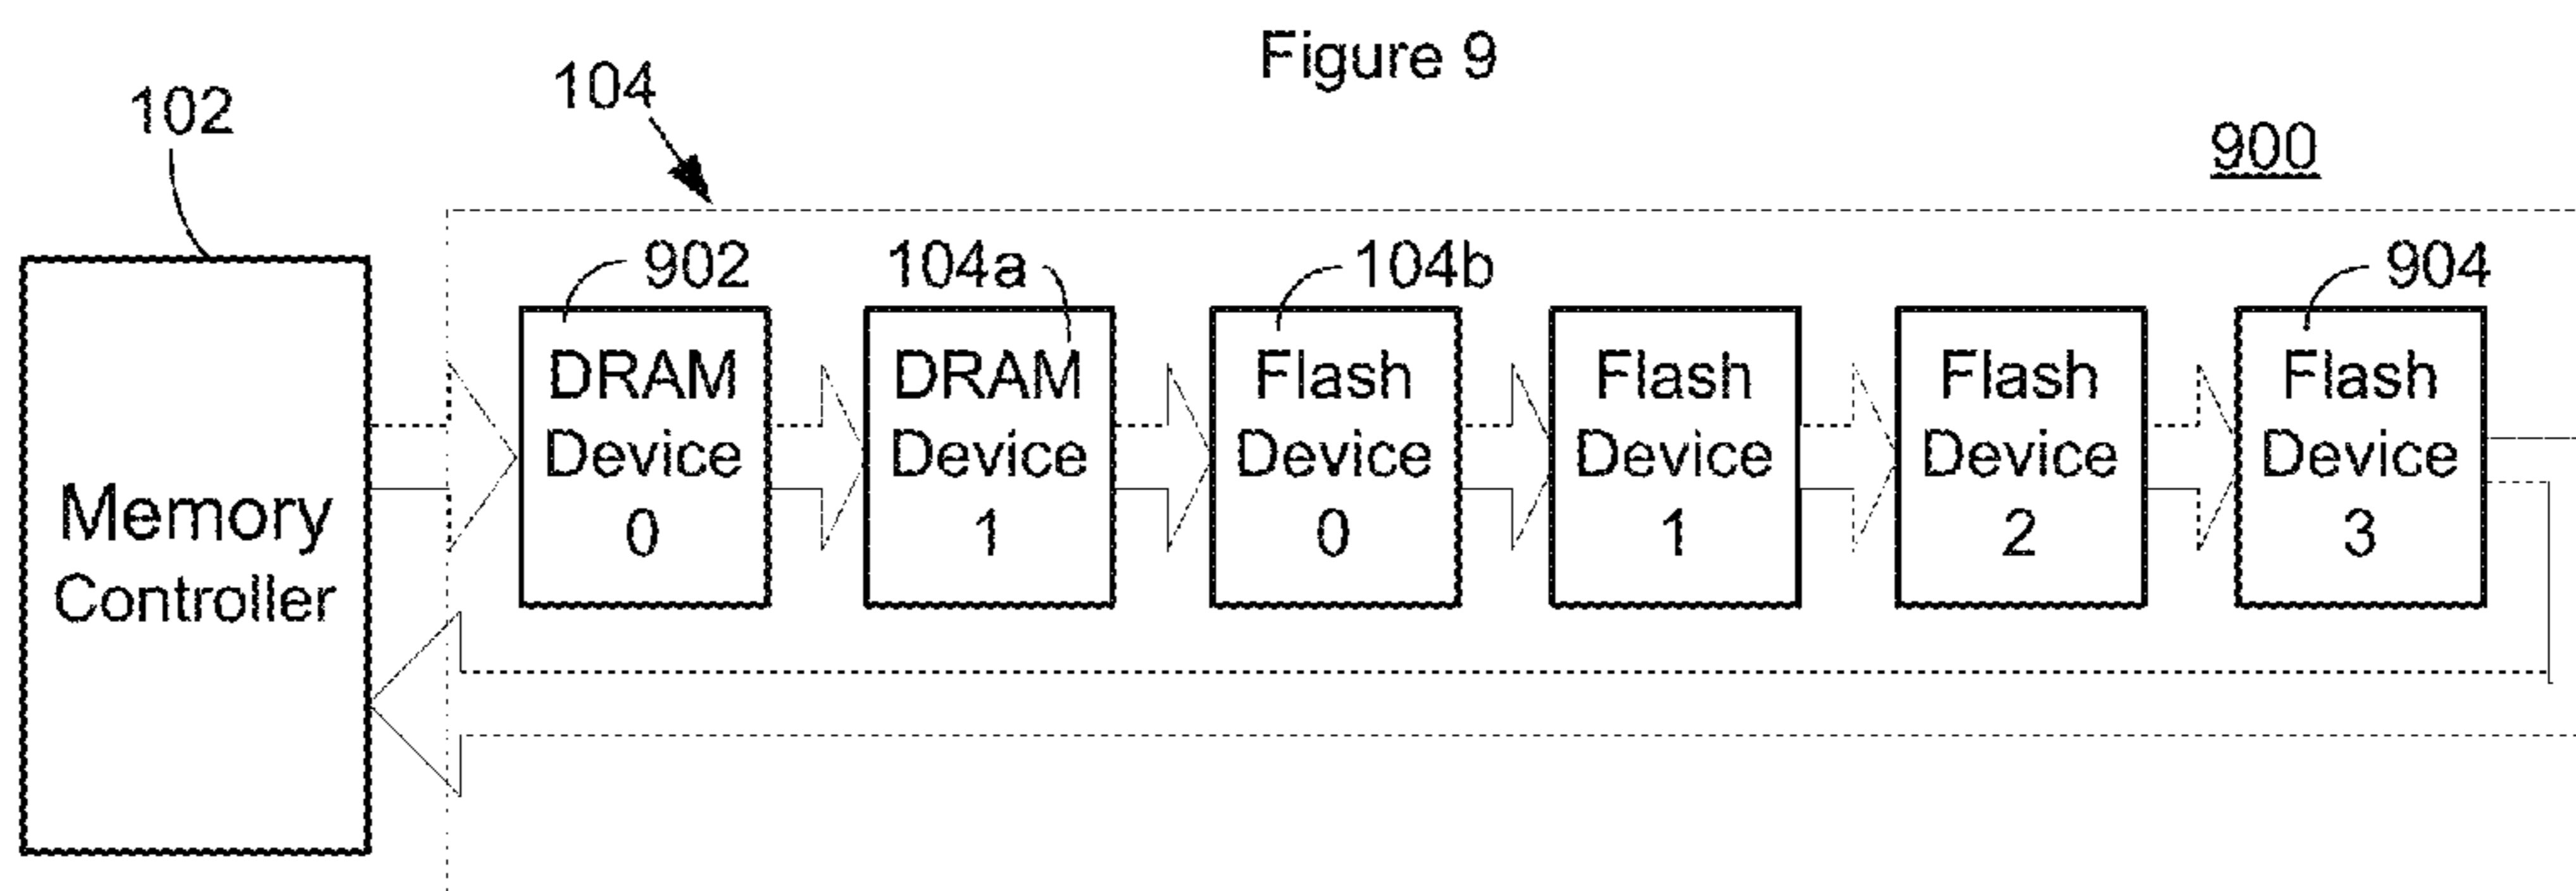 Figure 9
102
104
900
902
104a
104b
904
Memory
Controller
DRAM
Device
0
DRAM
Device
1
Flash
Device
0
Flash
Device
1
Flash
Device
2
Flash
Device
3